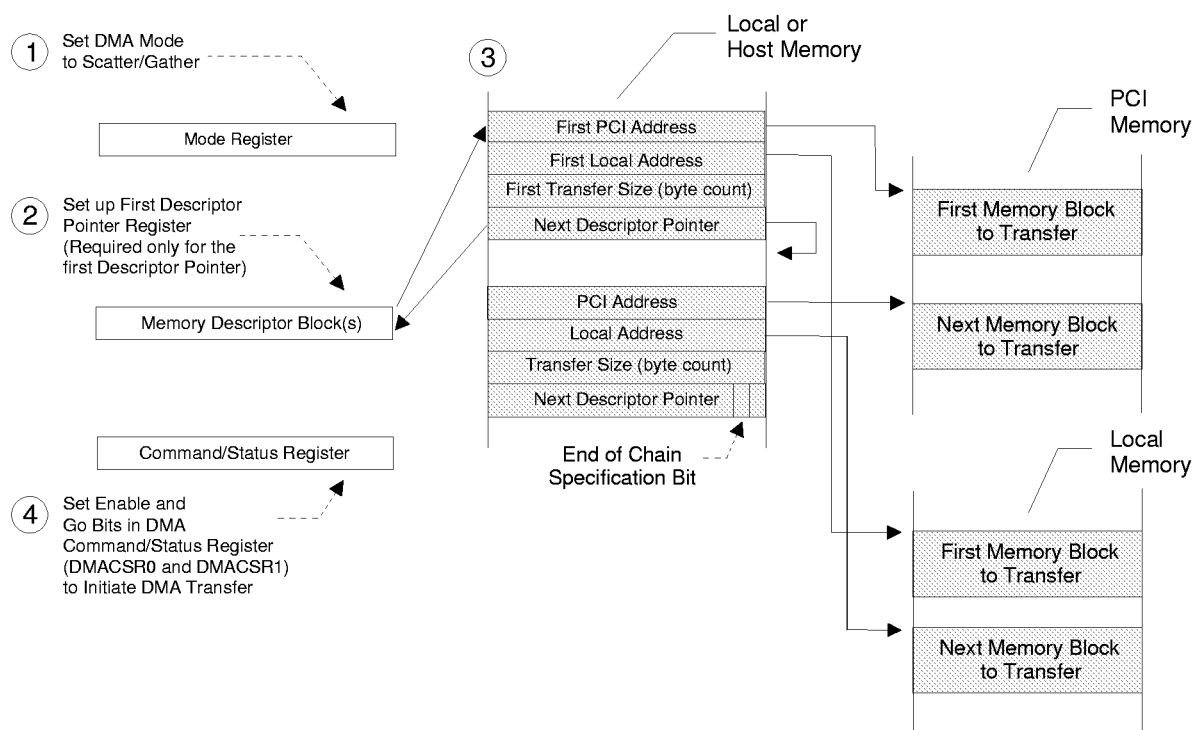 1
Set DMA Mode
to Scatter/Gather
Mode Register
2
Set up First Descriptor
Pointer Register
(Required only for the
first Descriptor Pointer)
Memory Descriptor Block(s)
Command/Status Register
4
Set Enable and
Go Bits in DMA
Command/Status Register
(DMACSR0 and DMACSR1)
to Initiate DMA Transfer
3
Local or
Host Memory
First PCI Address
First Local Address
First Transfer Size (byte count)
Next Descriptor Pointer
PCI Address
Local Address
Transfer Size (byte count)
Next Descriptor Pointer
End of Chain
Specification Bit
PCI
Memory
First Memory Block
to Transfer
Next Memory Block
to Transfer
Local
Memory
First Memory Block
to Transfer
Next Memory Block
to Transfer